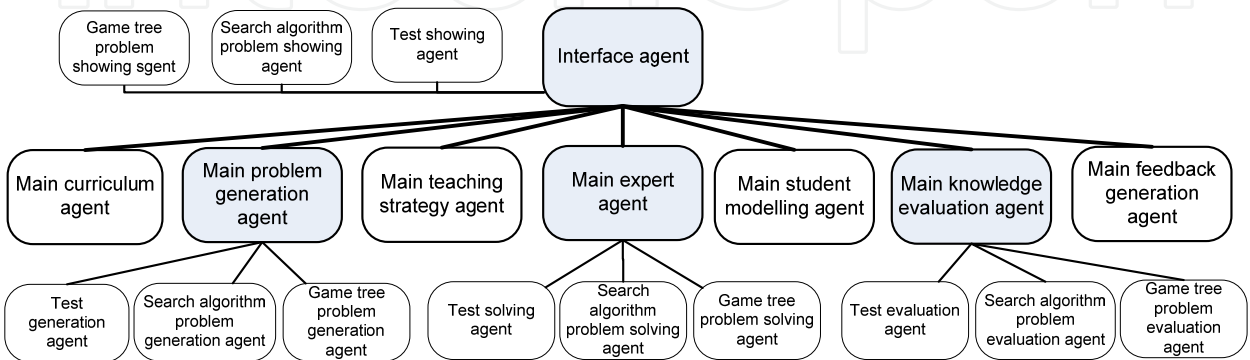 Game tree
problem
showing sgent
Search algorithm
problem showing
agent
Test showing
agent
Interface agent
Main curriculum
agent
Main problem
generation
agent
Main teaching
strategy agent
Main expert
agent
Main student
modelling agent
Main knowledge
evaluation agent
Main feedback
generation
agent
Test
generation
agent
Search algorithm
problem
generation agent
Game tree
problem
generation
agent
Test solving
agent
Search
algorithm
problem solving
agent
Game tree
problem solving
agent
Test evaluation
agent
Search algorithm
problem
evaluation agent
Game tree
problem
evaluation
agent